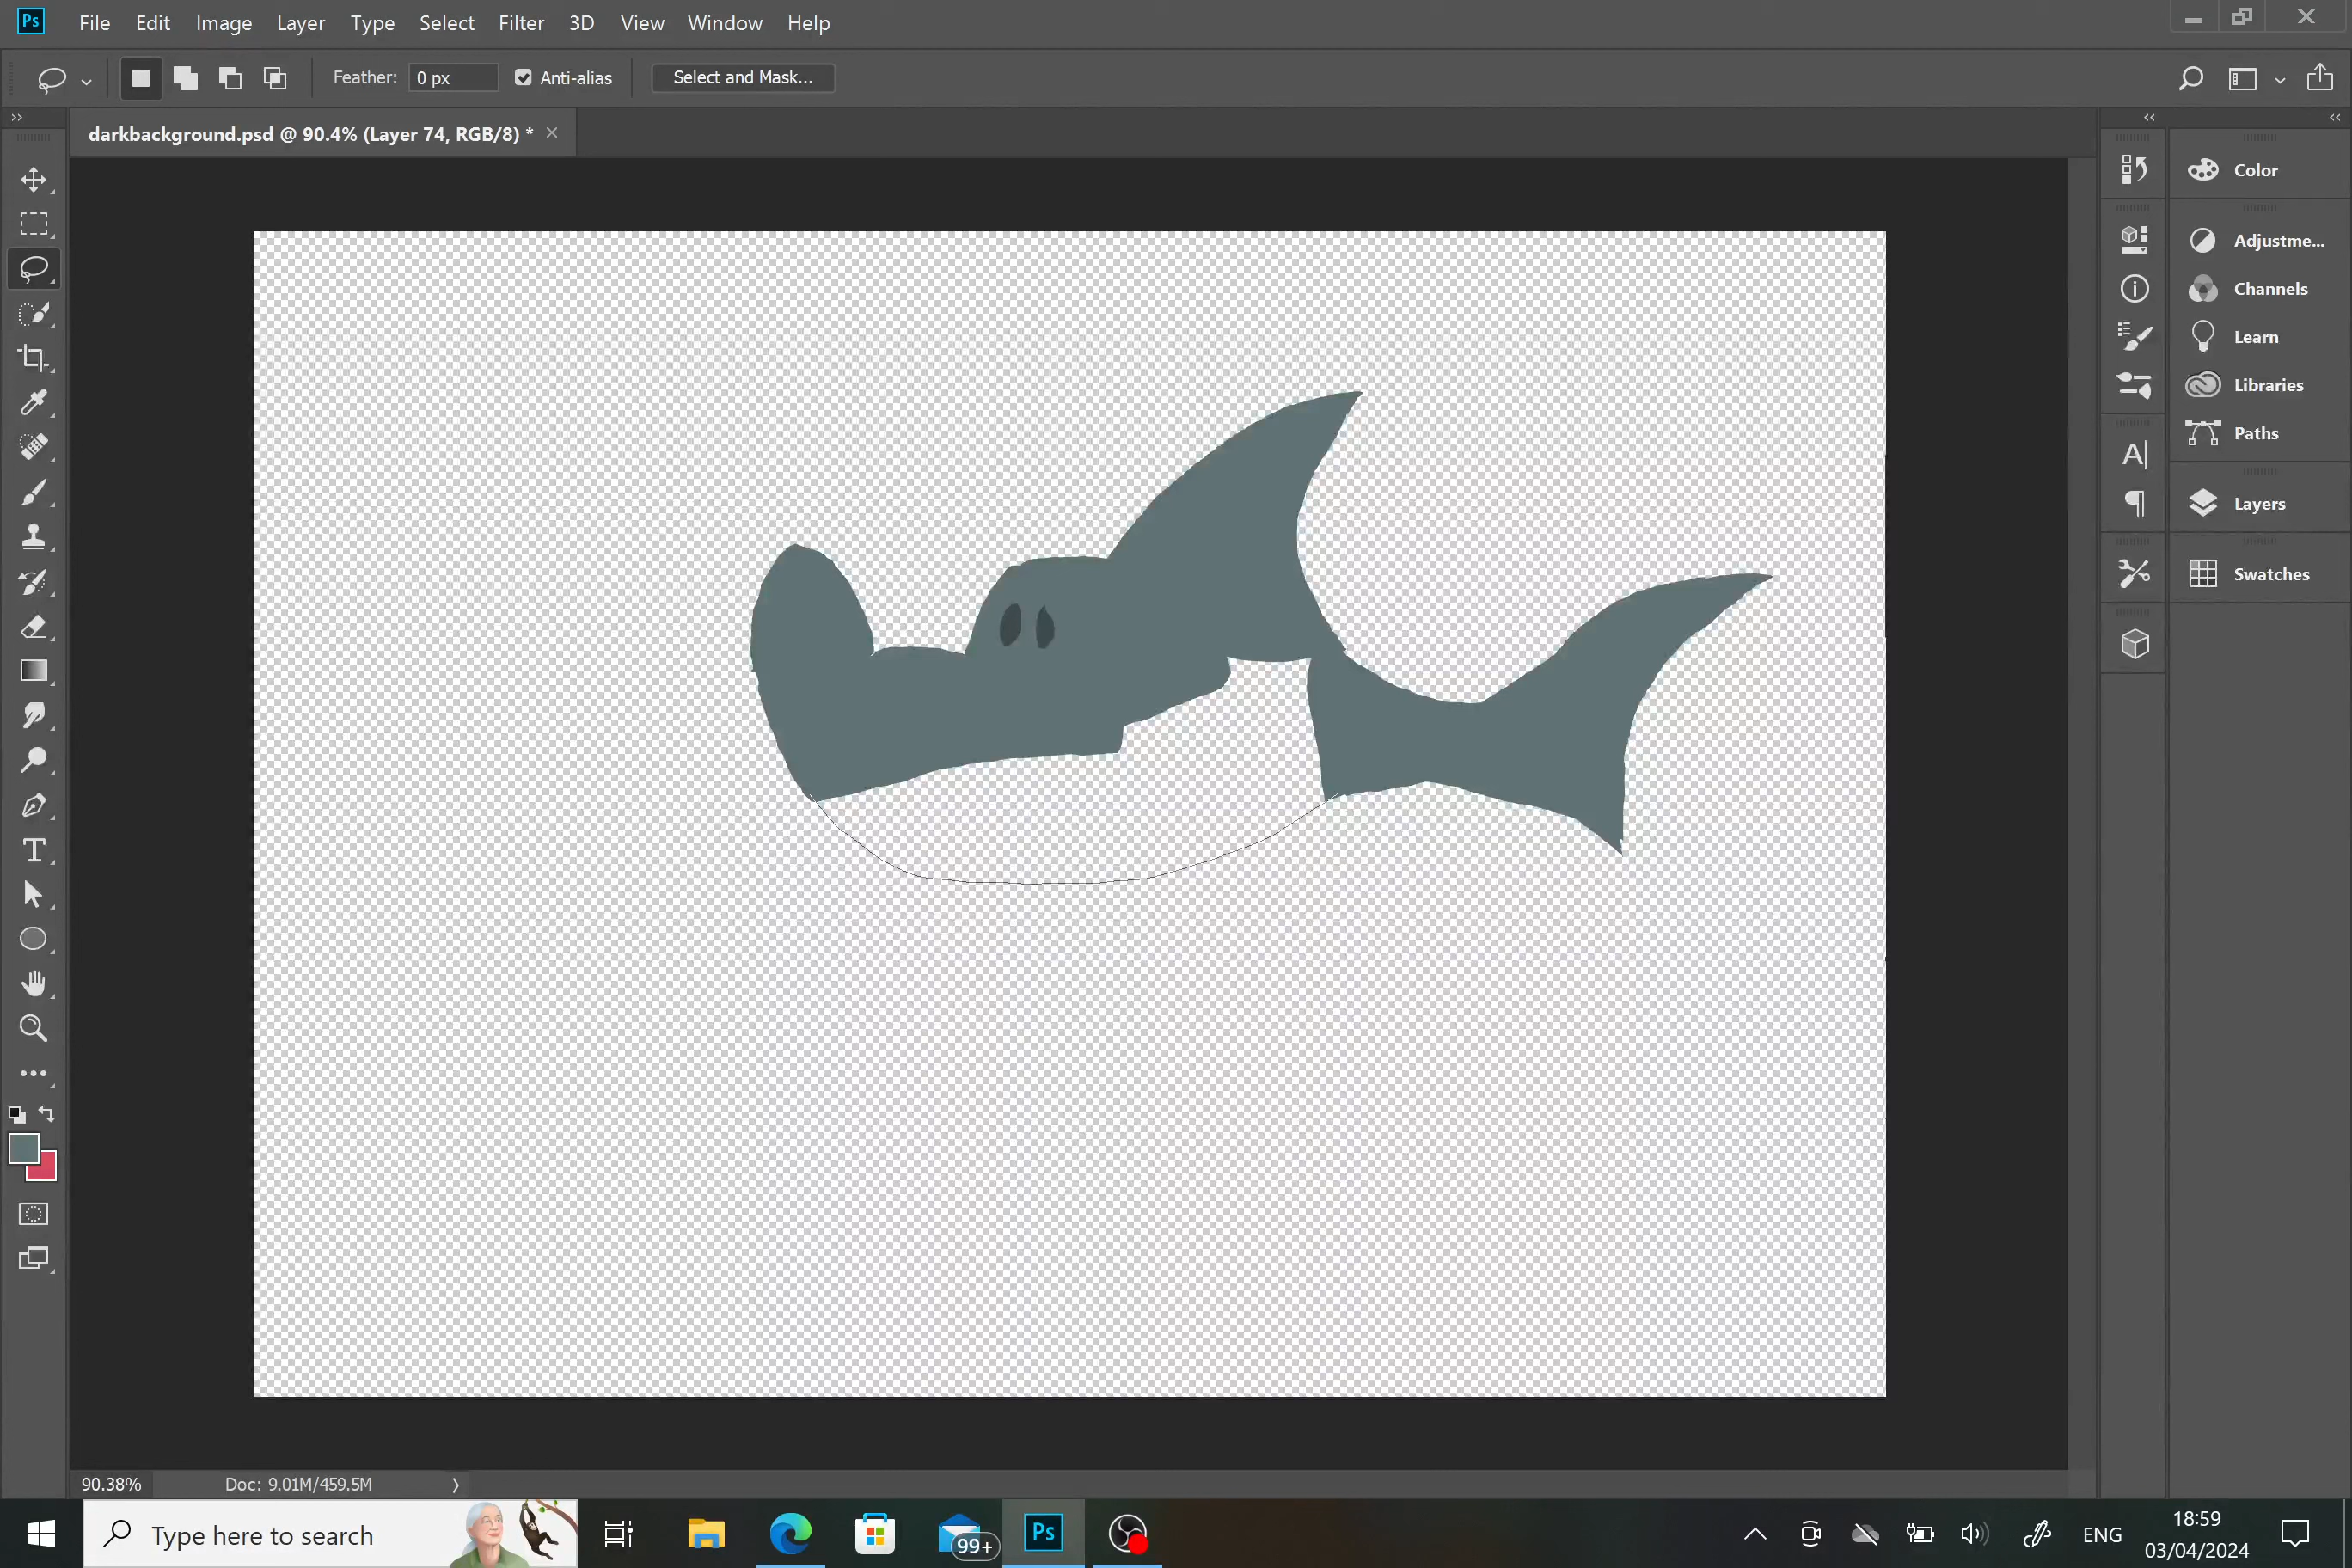 Ps File Edit Image Layer Type Select Filter 3D View Window Help
Feather: 0 px Anti-alias Select and Mask...
darkbackground.psd @ 90.4% (Layer 74, RGB/8) *
Color
Adjustme...
Channels
Learn
Libraries
Paths
Layers
Swatches
90.38% Doc: 9.01M/459.5M
Type here to search
99+
Ps
ENG
18:59
03/04/2024